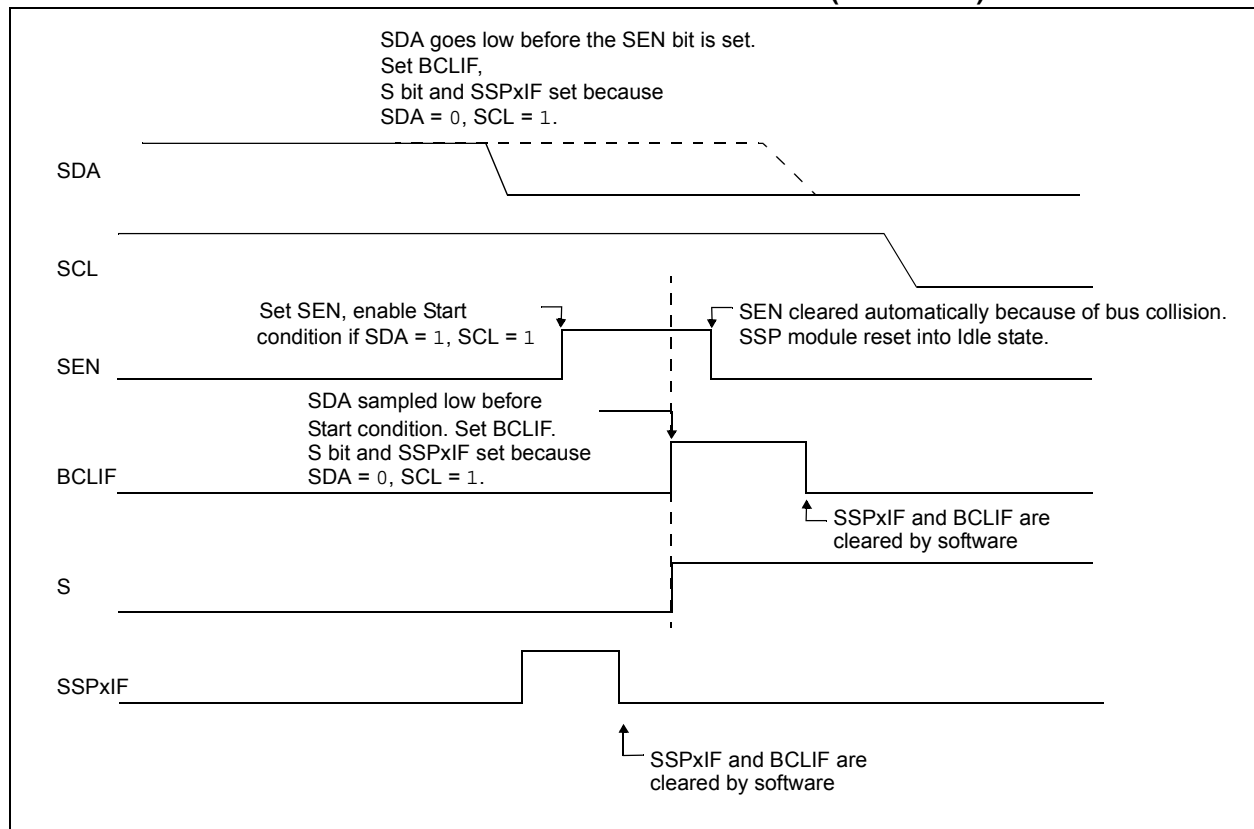 SDA goes low before the SEN bit is set.
Set BCLIF,
S bit and SSPxIF set because
SDA = 0, SCL = 1.
SDA
SCL
Set SEN, enable Start
condition if SDA = 1, SCL = 1
SEN cleared automatically because of bus collision.
SSP module reset into Idle state.
SEN
SDA sampled low before
Start condition. Set BCLIF.
S bit and SSPxIF set because
SDA = 0, SCL = 1.
BCLIF
SSPxIF and BCLIF are
cleared by software
S
SSPxIF
SSPxIF and BCLIF are
cleared by software